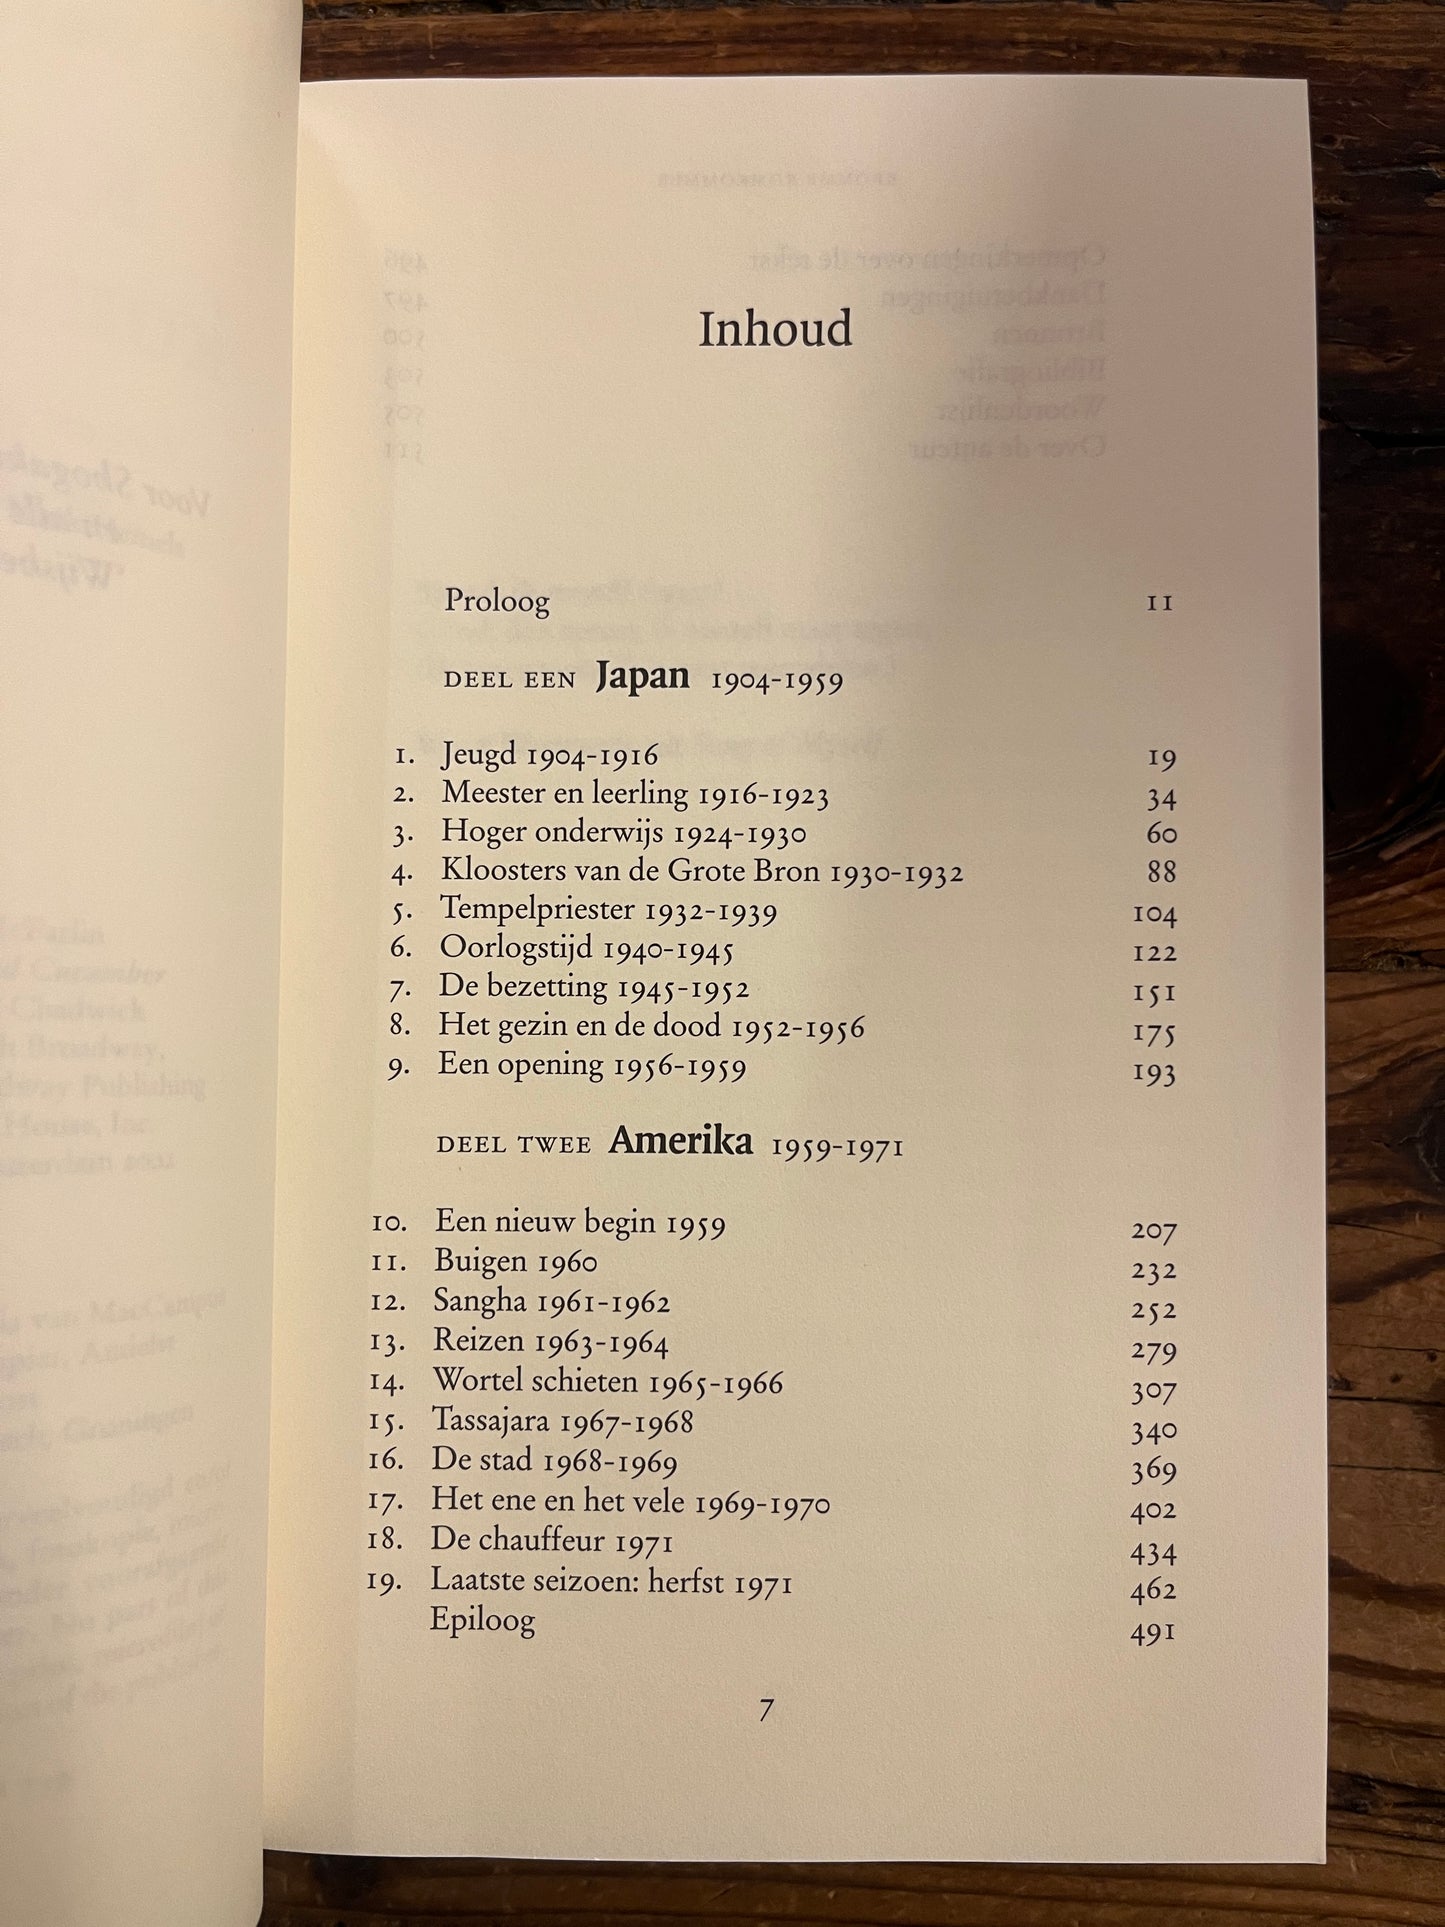 Inhoud
Proloog 11
DEEL EEN Japan 1904-1959
1. Jeugd 1904-1916 19
2. Meester en leerling 1916-1923 34
3. Hoger onderwijs 1924-1930 60
4. Kloosters van de Grote Bron 1930-1932 88
5. Tempelpriester 1932-1939 104
6. Oorlogstijd 1940-1945 122
7. De bezetting 1945-1952 151
8. Het gezin en de dood 1952-1956 175
9. Een opening 1956-1959 193
DEEL TWEE Amerika 1959-1971
10. Een nieuw begin 1959 207
11. Buigen 1960 232
12. Sangha 1961-1962 252
13. Reizen 1963-1964 279
14. Wortel schieten 1965-1966 307
15. Tassajara 1967-1968 340
16. De stad 1968-1969 369
17. Het ene en het vele 1969-1970 402
18. De chauffeur 1971 434
19. Laatste seizoen: herfst 1971 462
Epiloog 491
7